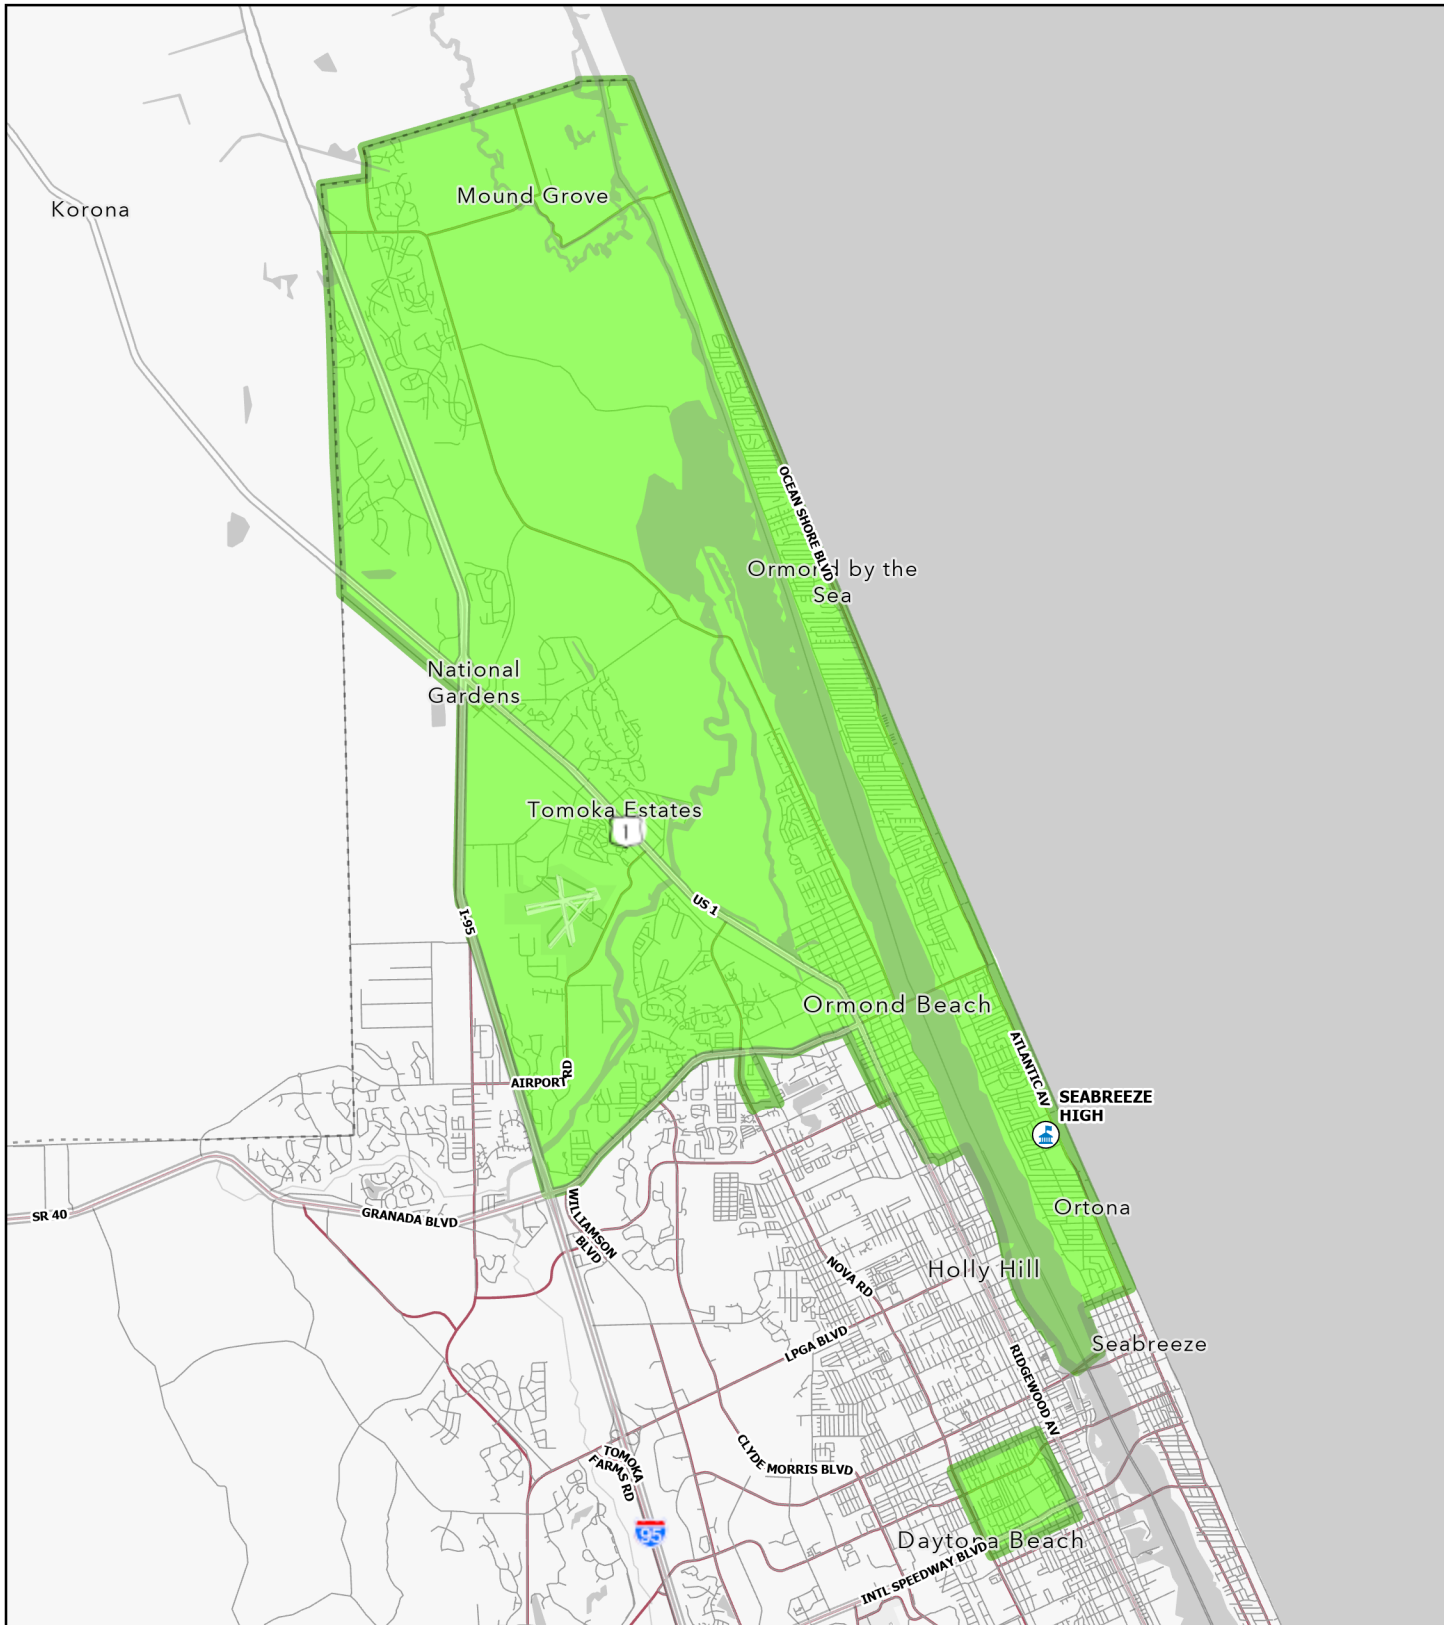 Korona
Mound Grove
OCEAN SHORE BLVD
Ormond by the
Sea
National
Gardens
Tomoka Estates
1
US 1
I-95
Ormond Beach
ATLANTIC AV
AIRPORT RD
SEABREEZE
HIGH
Ortona
SR 40
GRANADA BLVD
WILLIAMSON
BLVD
NOVA RD
Holly Hill
LPGA BLVD
Seabreeze
RIDGEWOOD AV
TOMOKA
FARMS RD
CLYDE MORRIS BLVD
95
Daytona Beach
INTL SPEEDWAY BLVD